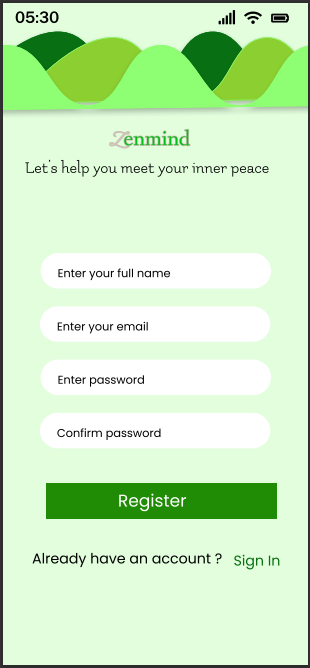 05:30
Zenmind
Let's help you meet your inner peace
Enter your full name
Enter your email
Enter password
Confirm password
Register
Already have an account ? Sign In